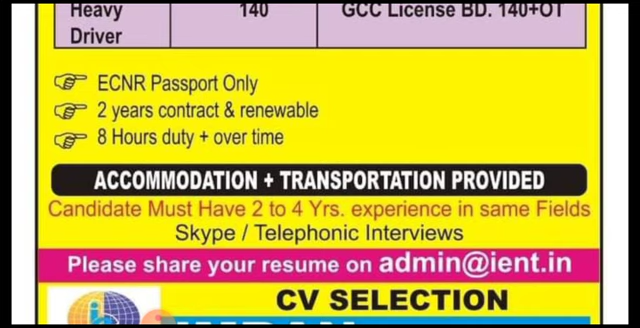 Heavy Driver
140
GCC License BD. 140+OT
ECNR Passport Only
2 years contract & renewable
8 Hours duty + over time
ACCOMMODATION + TRANSPORTATION PROVIDED
Candidate Must Have 2 to 4 Yrs. experience in same Fields
Skype / Telephonic Interviews
Please share your resume on admin@ient.in
CV SELECTION